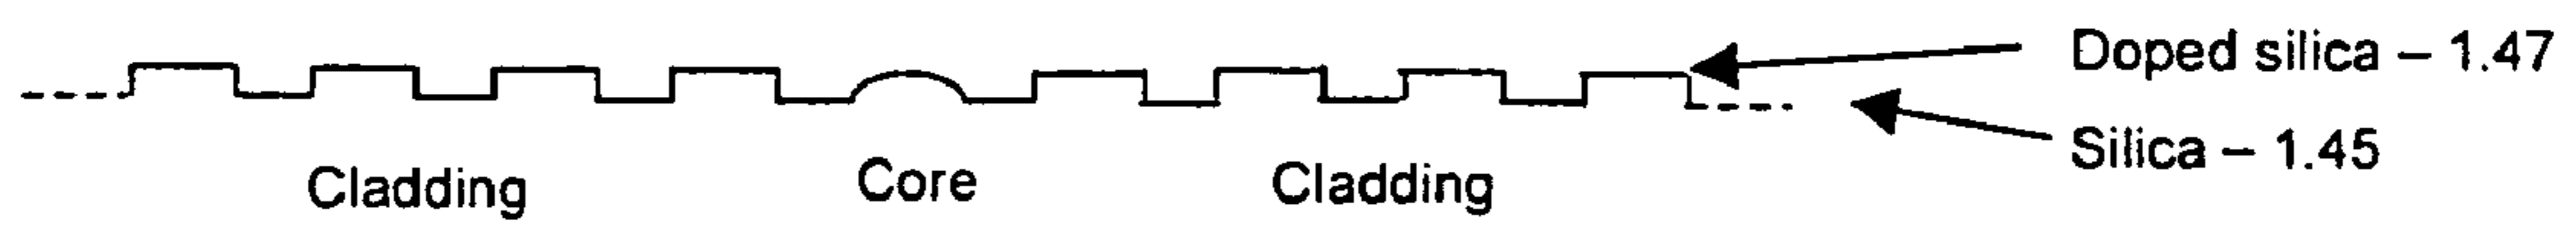 Doped silica – 1.47
Silica – 1.45
Cladding
Core
Cladding